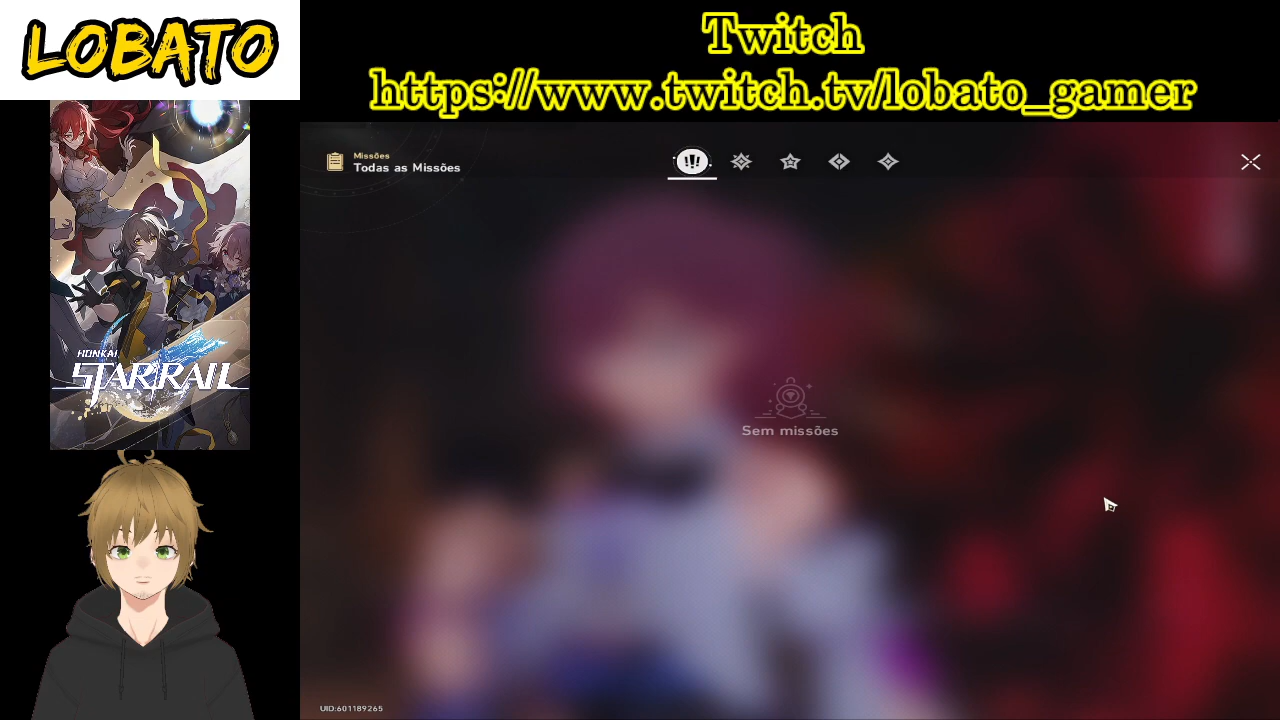 LOBATO
Twitch
https://www.twitch.tv/lobato_gamer
Missões
Todas as Missões
HONKAI
STAR RAIL
Sem missões
UID:601189265